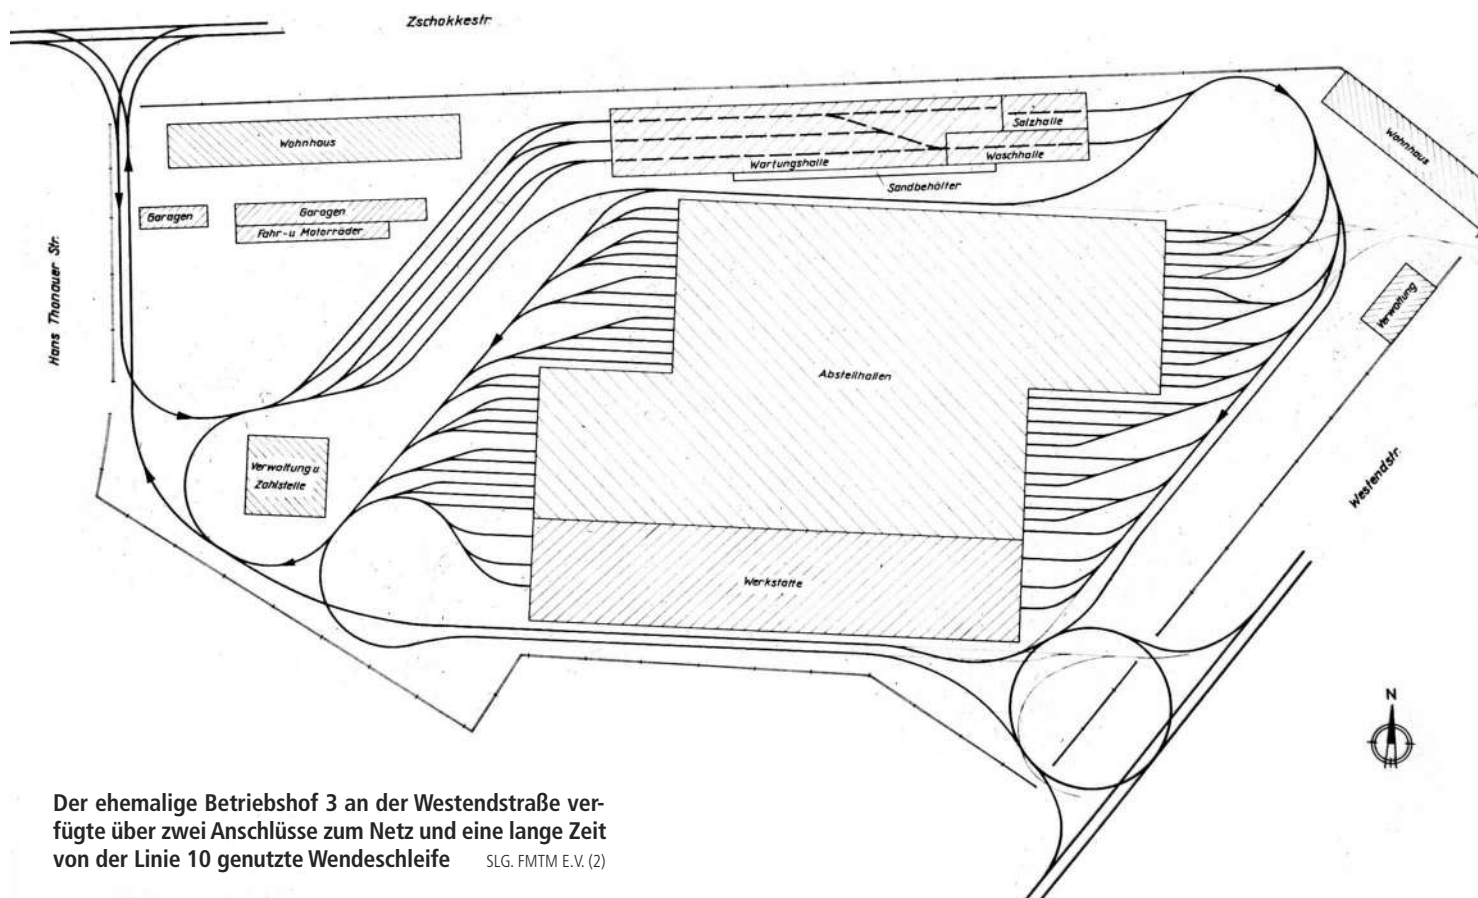 Zschokkestr.
Wohnhaus
Salzhalle
Wohnhaus
Wartungshalle
Waschhalle
Sandbehälter
Garagen
Garagen
Fahr-u Motorräder
Hans Thonauer Str.
Verwaltung
Abstellhallen
Verwaltung u
Zahlstelle
Westendstr.
Werkstätte
N
Der ehemalige Betriebshof 3 an der Westendstraße ver-
fügte über zwei Anschlüsse zum Netz und eine lange Zeit
von der Linie 10 genutzte Wendeschleife SLG. FMTM E.V. (2)